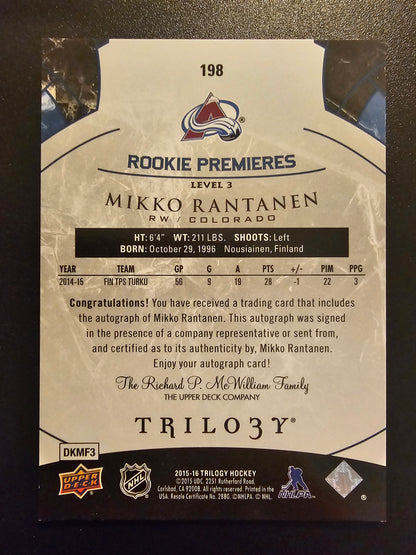 198
ROOKIE PREMIERES
LEVEL 3
MIKKO RANTANEN
RW / COLORADO
HT: 6'4" WT: 211 LBS. SHOOTS: Left
BORN: October 29, 1996 Nousiainen, Finland
YEAR TEAM GP G A PTS +/- PIM PPG
2014-15 FIN TPS TURKU 56 9 19 28 -1 22 3
Congratulations! You have received a trading card that includes
the autograph of Mikko Rantanen. This autograph was signed
in the presence of a company representative or sent from,
and certified as to its authenticity by, Mikko Rantanen.
Enjoy your autograph card!
The Richard P. McWilliam Family
THE UPPER DECK COMPANY
TRILO3Y®
DKMF3
UPPER DECK
NHL
2015-16 TRILOGY HOCKEY
©2015 UDC. 2251 Rutherford Road,
Carlsbad, CA 92008. All rights reserved. Printed in the
USA. Resale Certificate No. 2880. ©NHLPA. © NHL.
NHLPA
®